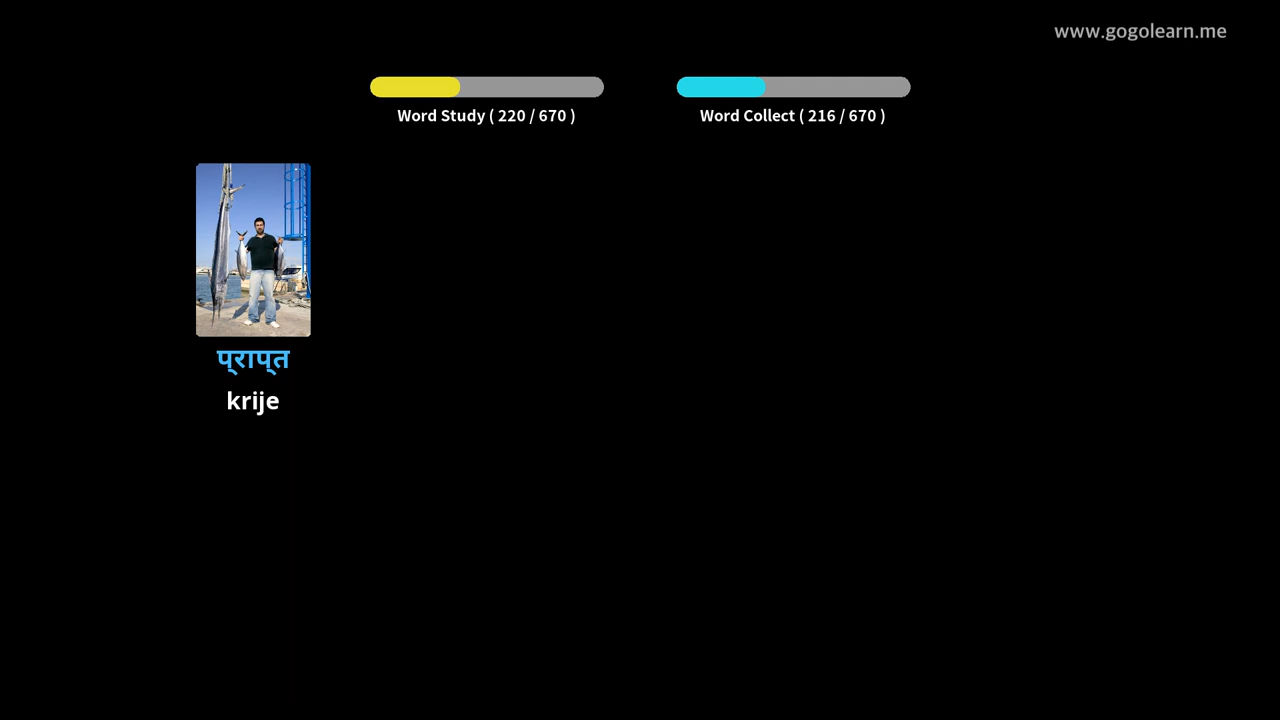 www.gogolearn.me
Word Study ( 220 / 670 )
Word Collect ( 216 / 670 )
प्राप्त
krije